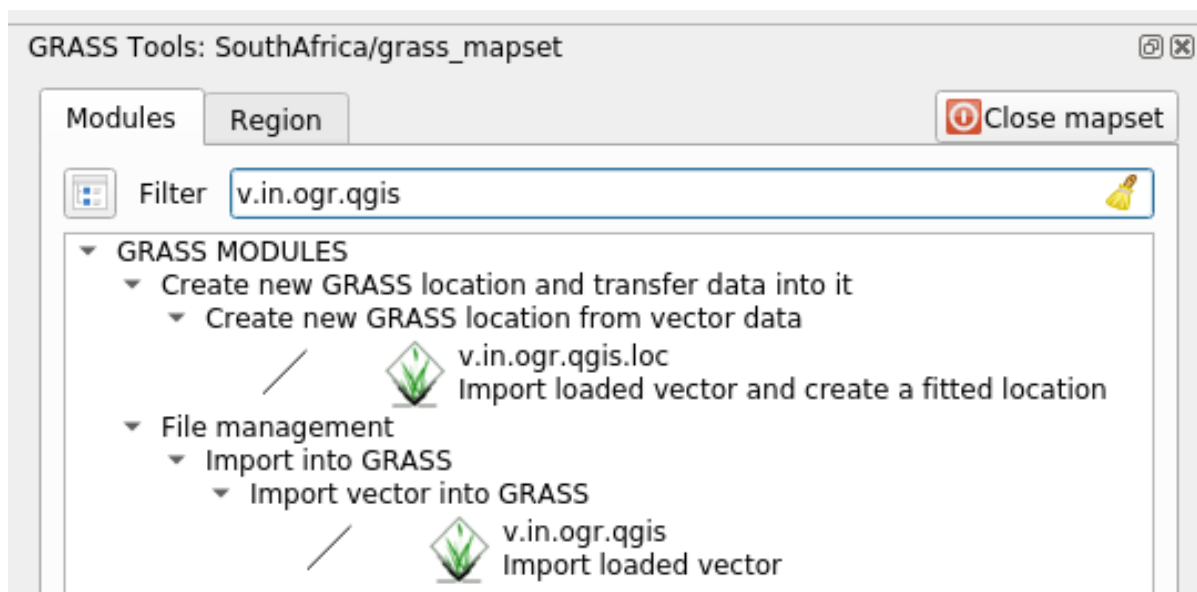 GRASS Tools: SouthAfrica/grass_mapset
Modules
Region
Close mapset
Filter
v.in.ogr.qgis
GRASS MODULES
Create new GRASS location and transfer data into it
Create new GRASS location from vector data
v.in.ogr.qgis.loc
Import loaded vector and create a fitted location
File management
Import into GRASS
Import vector into GRASS
v.in.ogr.qgis
Import loaded vector